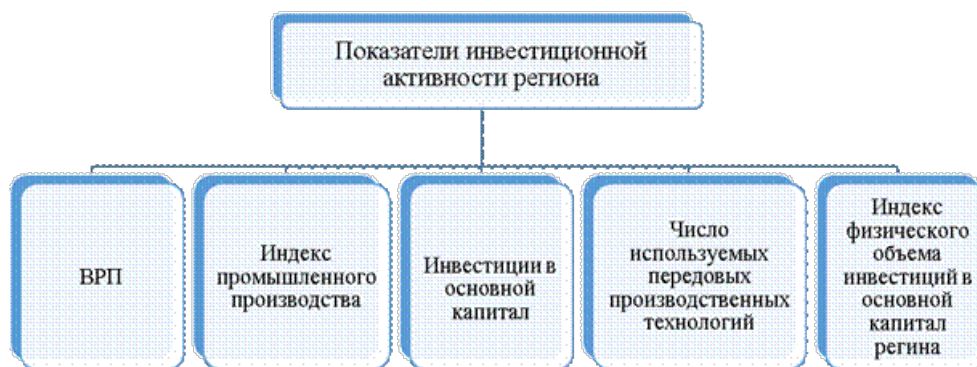 Показатели инвестиционной
активности региона
ВРП
Индекс
промышленного
производства
Инвестиции в
основной
капитал
Число
используемых
передовых
производственных
технологий
Индекс
физического
объема
инвестиций в
основной
капитал
регина